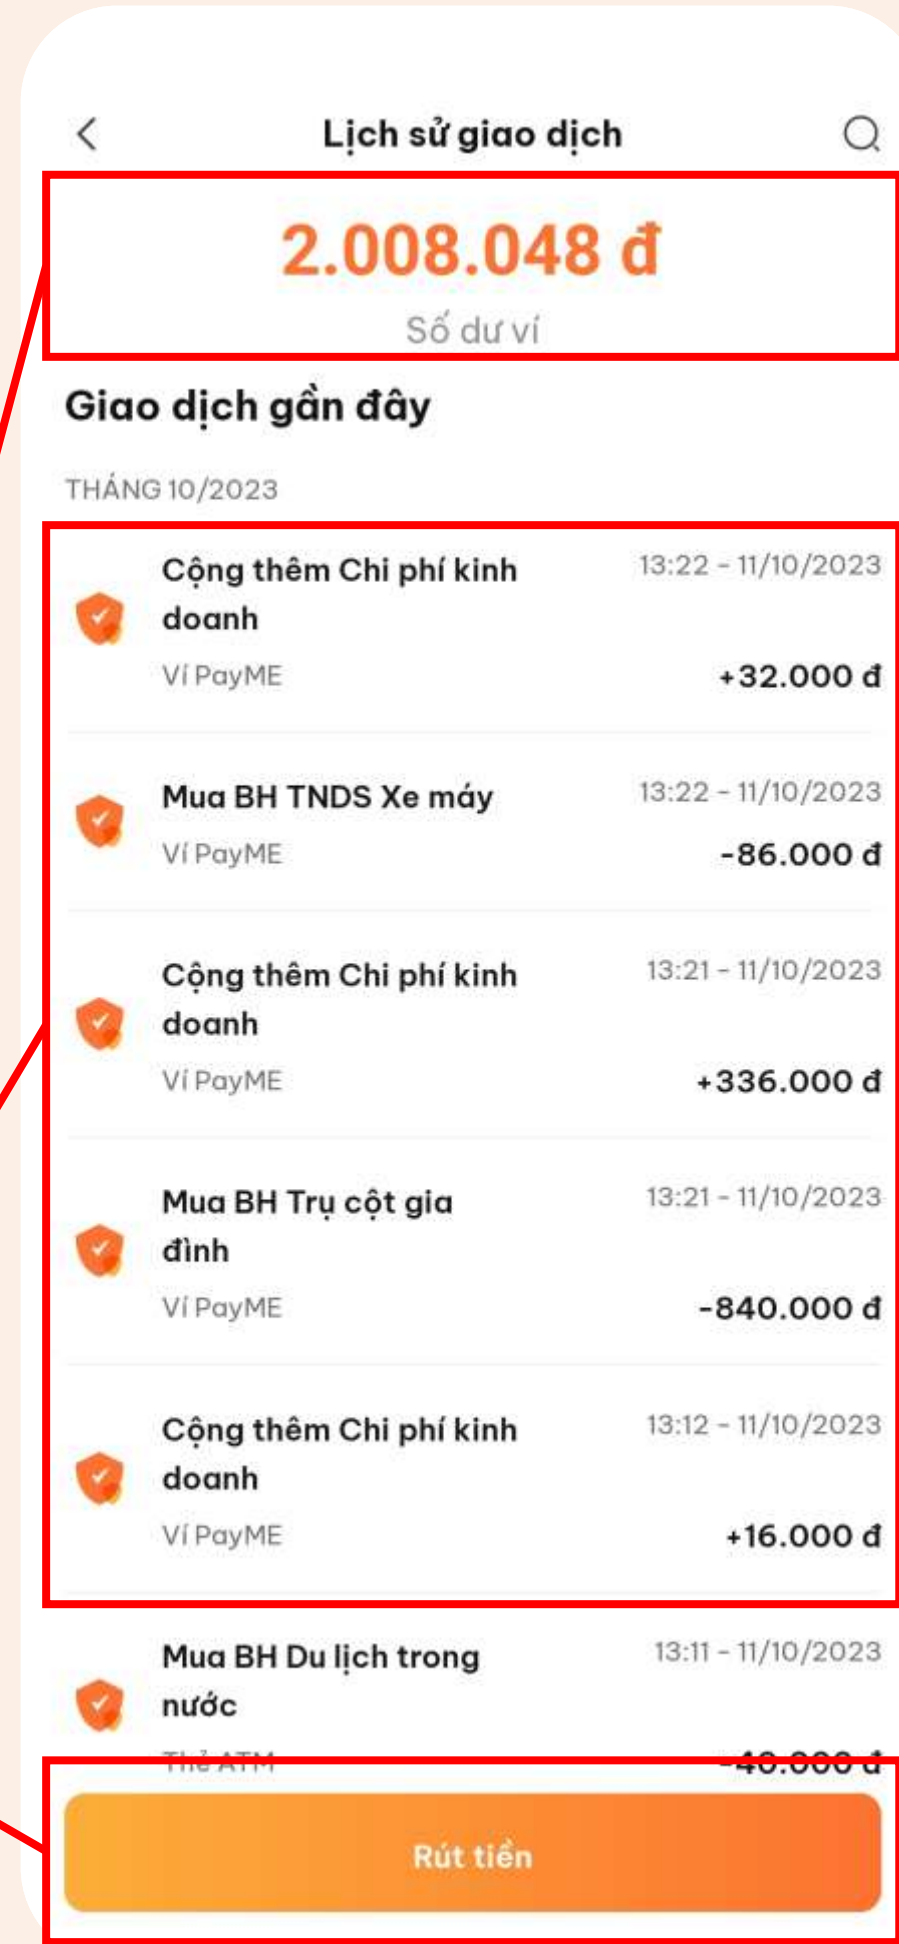 Lịch sử giao dịch
2.008.048 đ
Số dư ví
Giao dịch gần đây
THÁNG 10/2023
Cộng thêm Chi phí kinh 13:22 - 11/10/2023
doanh
Ví PayME +32.000 đ
Mua BH TNDS Xe máy 13:22 - 11/10/2023
Ví PayME -86.000 đ
Cộng thêm Chi phí kinh 13:21 - 11/10/2023
doanh
Ví PayME +336.000 đ
Mua BH Trụ cột gia 13:21 - 11/10/2023
đình
Ví PayME -840.000 đ
Cộng thêm Chi phí kinh 13:12 - 11/10/2023
doanh
Ví PayME +16.000 đ
Mua BH Du lịch trong 13:11 - 11/10/2023
nước
Thẻ ATM -40.000 đ
Rút tiền